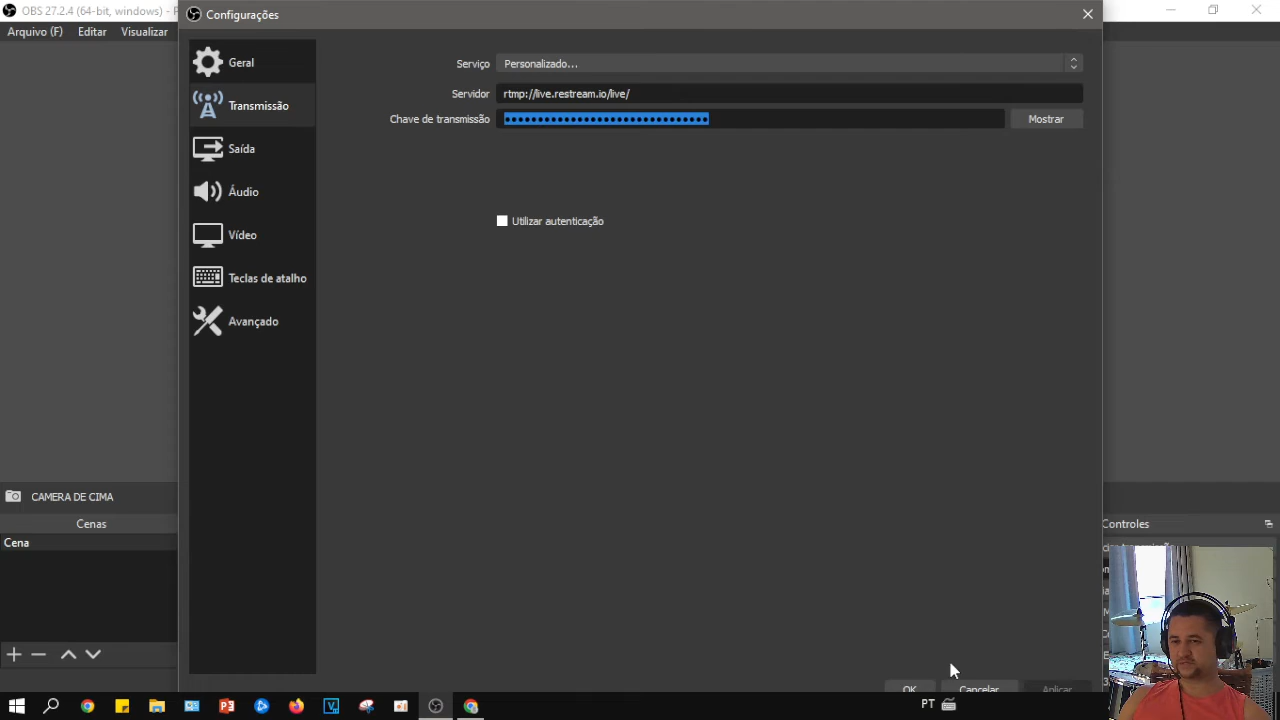 OBS 27.2.4 (64-bit, windows) - P
Configurações
Arquivo (F) Editar Visualizar
Geral
Transmissão
Saída
Áudio
Vídeo
Teclas de atalho
Avançado
Serviço Personalizado...
Servidor rtmp://live.restream.io/live/
Chave de transmissão •••••••••••••••••••••••••••••••• Mostrar
Utilizar autenticação
CAMERA DE CIMA
Cenas
Cena
Controles
OK Cancelar Aplicar
PT